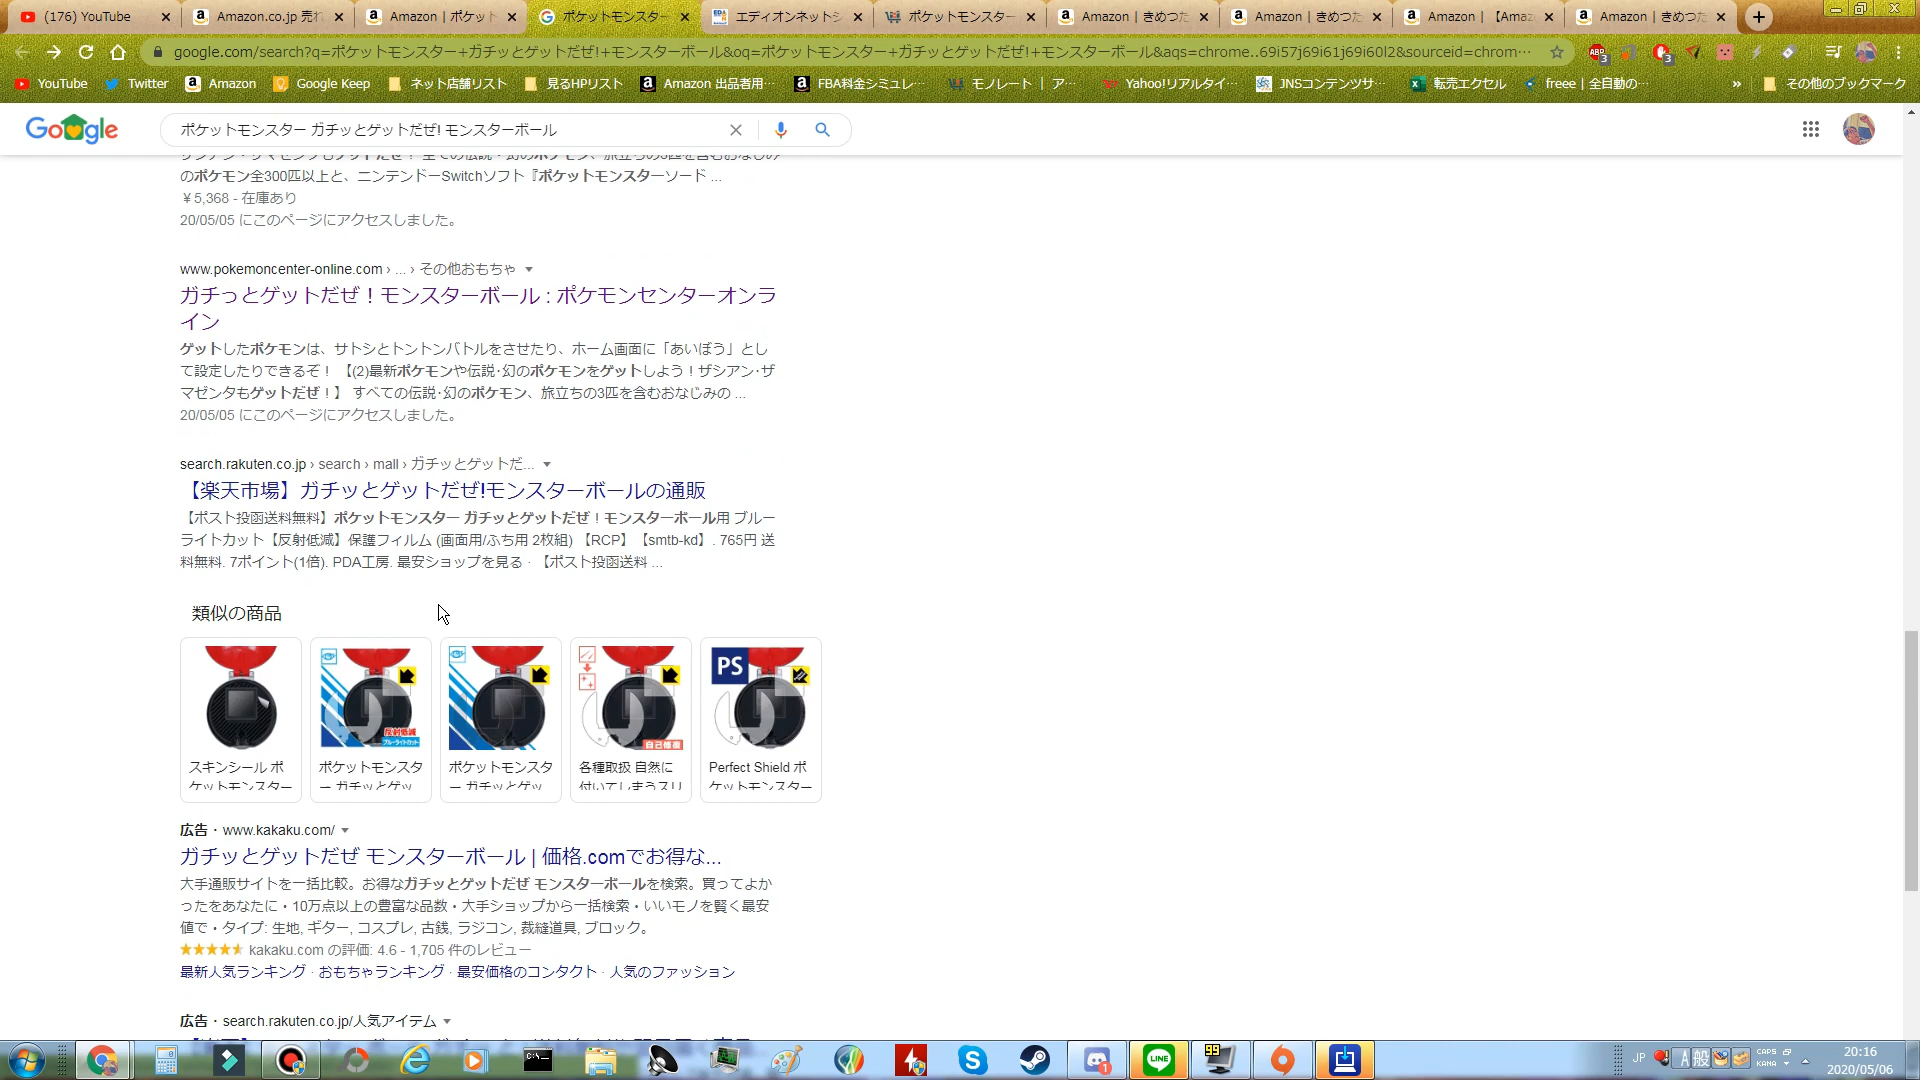 (176) YouTube
Amazon.co.jp 売れ
Amazon | ポケット
ポケットモンスター
エディオンネットシ
ポケットモンスター
Amazon | きめつた
Amazon | きめつた
Amazon | 【Amaz
Amazon | きめつた
google.com/search?q=ポケットモンスター+ガチッとゲットだぜ!+モンスターボール&oq=ポケットモンスター+ガチッとゲットだぜ!+モンスターボール&aqs=chrome..69i57j69i61j69i60l2&sourceid=chrom…
YouTube
Twitter
Amazon
Google Keep
ネット店舗リスト
見るHPリスト
Amazon 出品者用…
FBA料金シミュレ…
モノレート | ア…
Yahoo!リアルタイ…
JNSコンテンツサ…
転売エクセル
freee | 全自動の…
»
その他のブックマーク
Google
ポケットモンスター ガチッとゲットだぜ! モンスターボール
のポケモン全300匹以上と、ニンテンドーSwitchソフト『ポケットモンスターソード ...
￥5,368 - 在庫あり
20/05/05 にこのページにアクセスしました。
www.pokemoncenter-online.com › ... › その他おもちゃ
ガチっとゲットだぜ！モンスターボール : ポケモンセンターオンラ
イン
ゲットしたポケモンは、サトシとトントンバトルをさせたり、ホーム画面に「あいぼう」とし
て設定したりできるぞ！ 【(2)最新ポケモンや伝説･幻のポケモンをゲットしよう！ザシアン･ザ
マゼンタもゲットだぜ！】 すべての伝説･幻のポケモン、旅立ちの3匹を含むおなじみの ...
20/05/05 にこのページにアクセスしました。
search.rakuten.co.jp › search › mall › ガチッとゲットだ...
【楽天市場】ガチッとゲットだぜ!モンスターボールの通販
【ポスト投函送料無料】ポケットモンスター ガチッとゲットだぜ！モンスターボール用 ブルー
ライトカット【反射低減】保護フィルム (画面用/ふち用 2枚組) 【RCP】【smtb-kd】. 765円 送
料無料. 7ポイント(1倍). PDA工房. 最安ショップを見る · 【ポスト投函送料 ...
類似の商品
反射低減
ブルーライトカット
自己修復
PS
スキンシール ポ
ケットモンスター
ポケットモンスタ
ー ガチッとゲッ
ポケットモンスタ
ー ガチッとゲッ
各種取扱 自然に
付いてしまうスリ
Perfect Shield ポ
ケットモンスター
広告・www.kakaku.com/
ガチッとゲットだぜ モンスターボール | 価格.comでお得な...
大手通販サイトを一括比較。お得なガチッとゲットだぜ モンスターボールを検索。買ってよか
ったをあなたに・10万点以上の豊富な品数・大手ショップから一括検索・いいモノを賢く最安
値で・タイプ: 生地, ギター, コスプレ, 古銭, ラジコン, 裁縫道具, ブロック。
kakaku.com の評価: 4.6 - 1,705 件のレビュー
最新人気ランキング · おもちゃランキング · 最安価格のコンタクト · 人気のファッション
広告・search.rakuten.co.jp/人気アイテム
JP
A 般
CAPS
KANA
20:16
2020/05/06